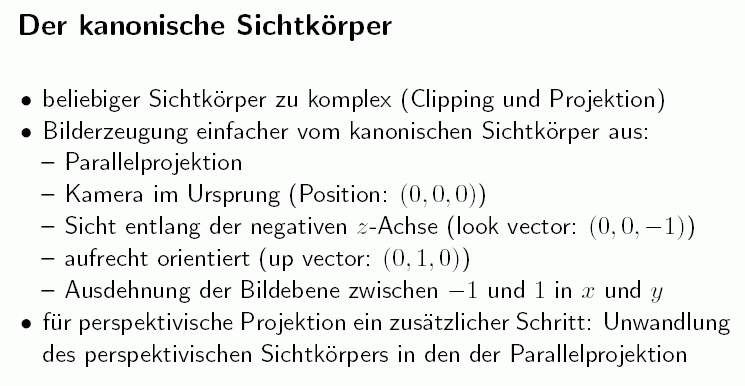 Der kanonische Sichtkörper
• beliebiger Sichtkörper zu komplex (Clipping und Projektion)
• Bilderzeugung einfacher vom kanonischen Sichtkörper aus:
– Parallelprojektion
– Kamera im Ursprung (Position: (0, 0, 0))
– Sicht entlang der negativen z-Achse (look vector: (0, 0, −1))
– aufrecht orientiert (up vector: (0, 1, 0))
– Ausdehnung der Bildebene zwischen −1 und 1 in x und y
• für perspektivische Projektion ein zusätzlicher Schritt: Unwandlung
des perspektivischen Sichtkörpers in den der Parallelprojektion